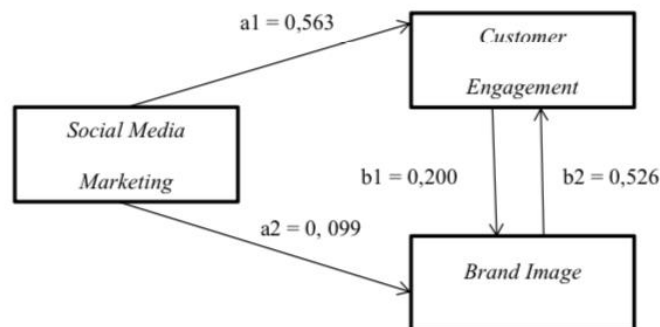 a1 = 0,563
Customer
Engagement
Social Media
Marketing
b1 = 0,200
b2 = 0,526
a2 = 0, 099
Brand Image